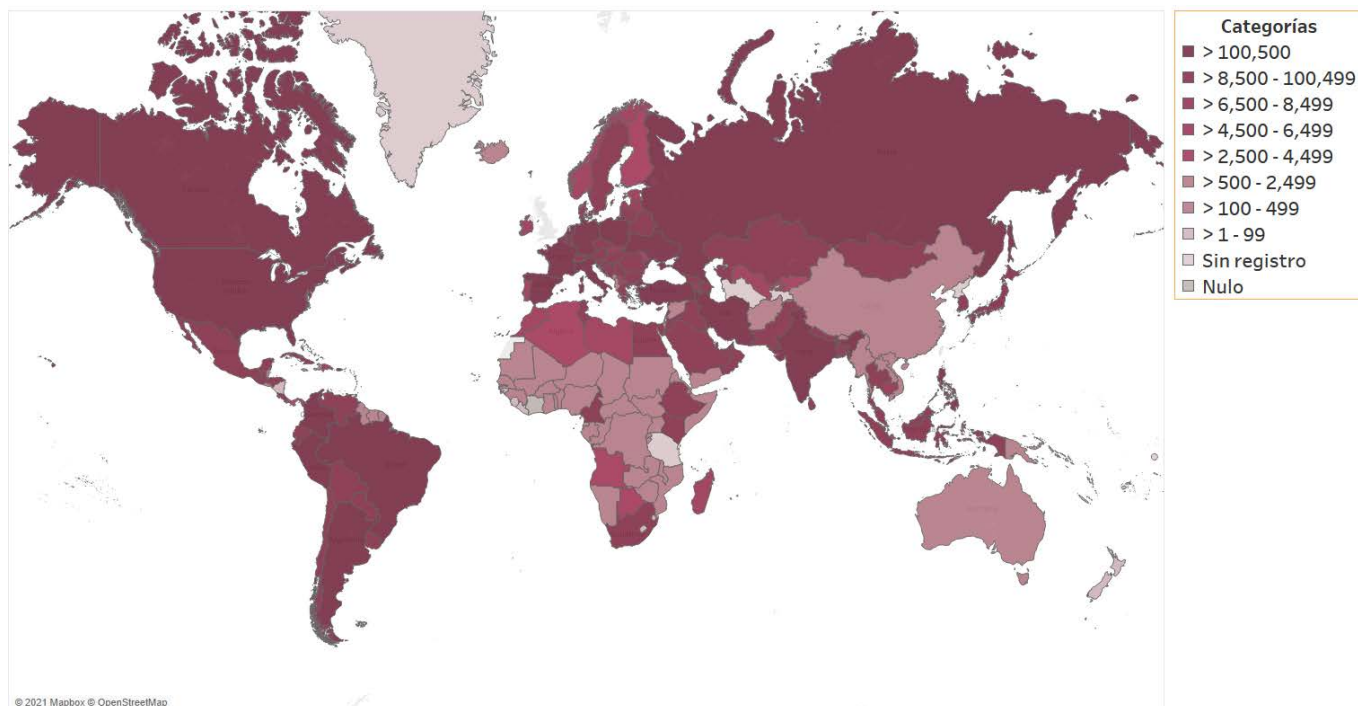 Categorías
> 100,500
> 8,500 - 100,499
> 6,500 - 8,499
> 4,500 - 6,499
> 2,500 - 4,499
> 500 - 2,499
> 100 - 499
> 1 - 99
Sin registro
Nulo
© 2021 Mapbox © OpenStreetMap